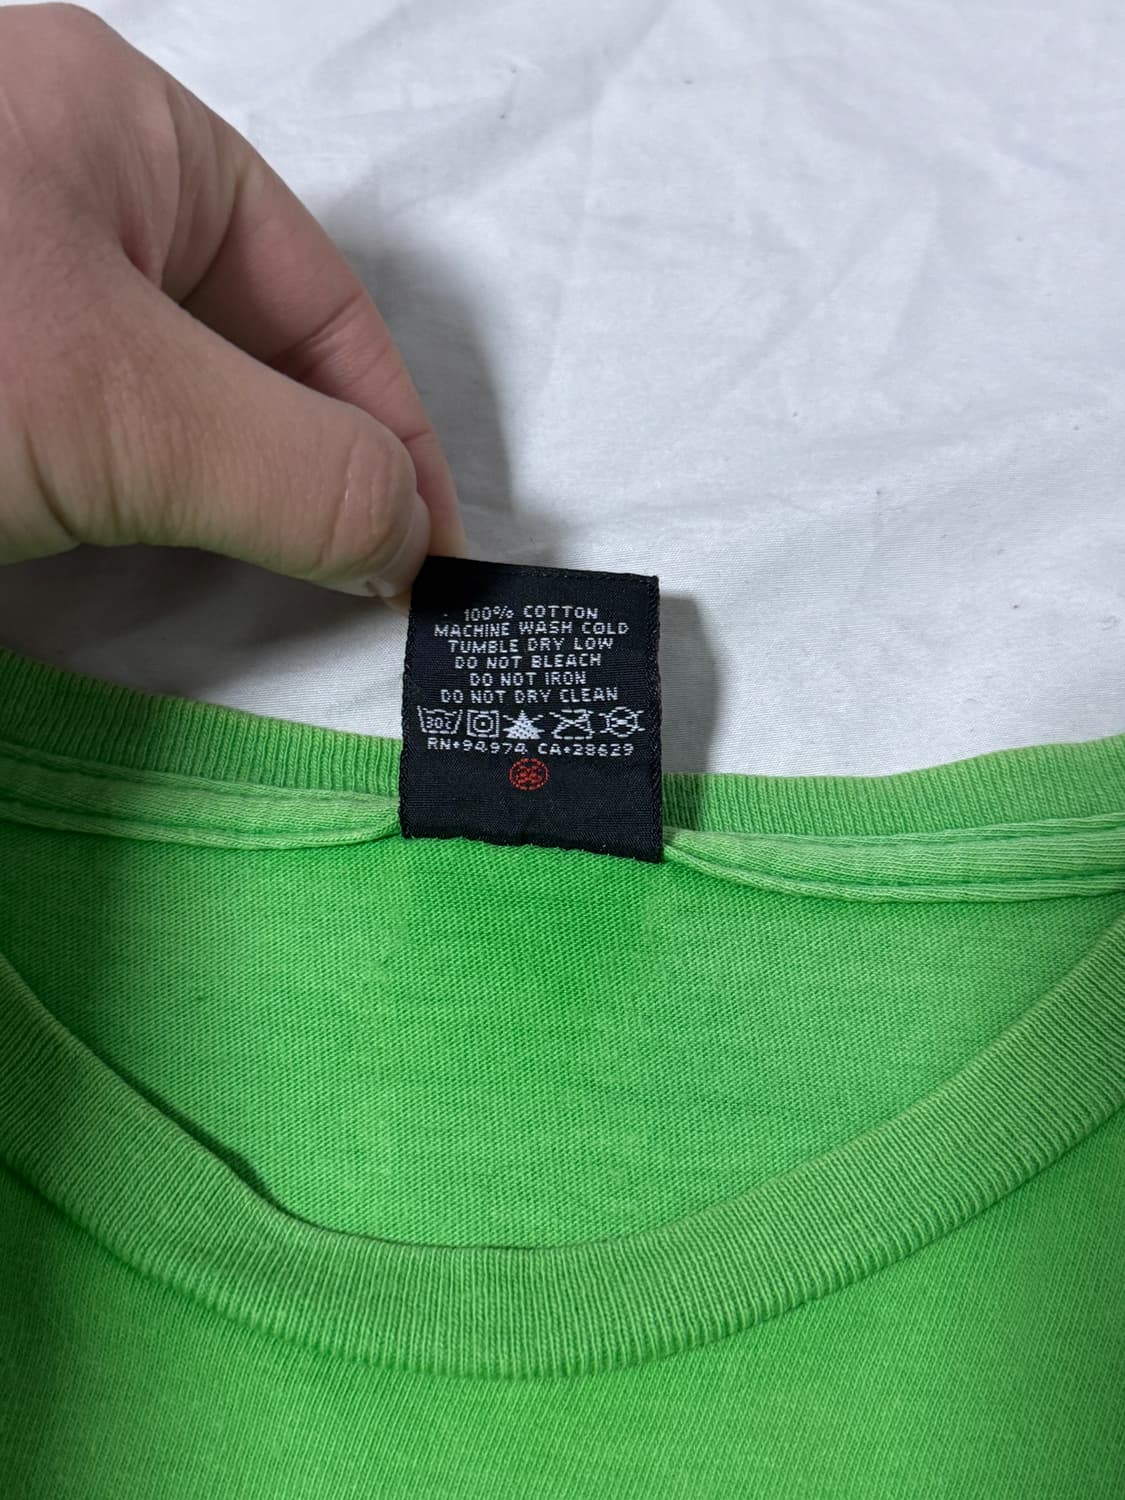 100% COTTON
MACHINE WASH COLD
TUMBLE DRY LOW
DO NOT BLEACH
DO NOT IRON
DO NOT DRY CLEAN
30c
RN•94974 CA•28629